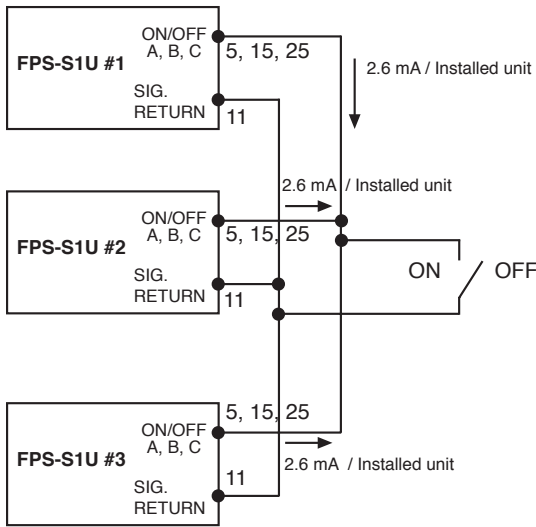 ON/OFF
A, B, C
FPS-S1U #1
5, 15, 25
SIG.
RETURN
11
2.6 mA / Installed unit
2.6 mA / Installed unit
ON/OFF
A, B, C
FPS-S1U #2
5, 15, 25
SIG.
RETURN
11
ON
OFF
5, 15, 25
ON/OFF
A, B, C
FPS-S1U #3
11
SIG.
RETURN
2.6 mA / Installed unit